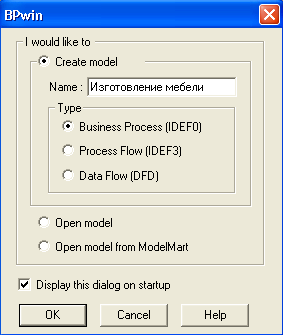 BPwin
I would like to
Create model
Name : Изготовление мебели
Type
Business Process (IDEF0)
Process Flow (IDEF3)
Data Flow (DFD)
Open model
Open model from ModelMart
Display this dialog on startup
OK Cancel Help